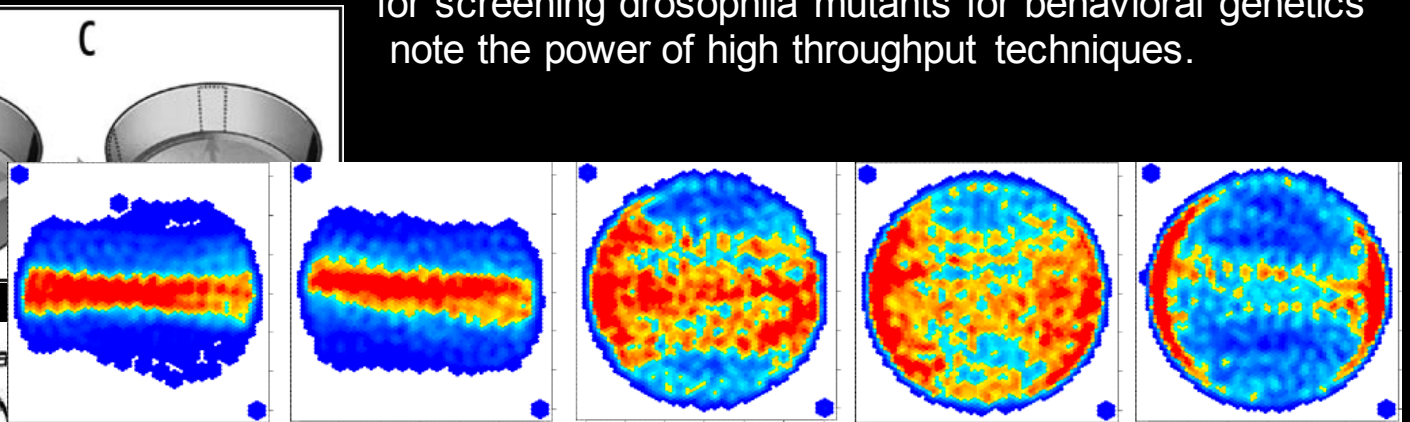 for screening drosophila mutants for behavioral genetics
note the power of high throughput techniques.
C